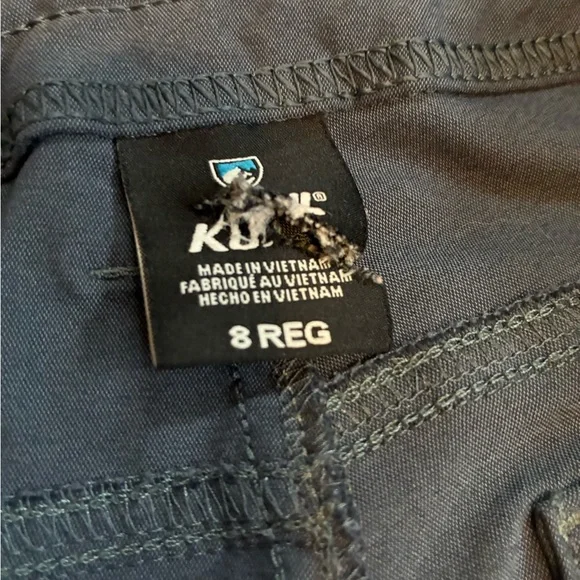 MADE IN VIETNAM
FABRIQUÉ AU VIETNAM
HECHO EN VIETNAM
8 REG